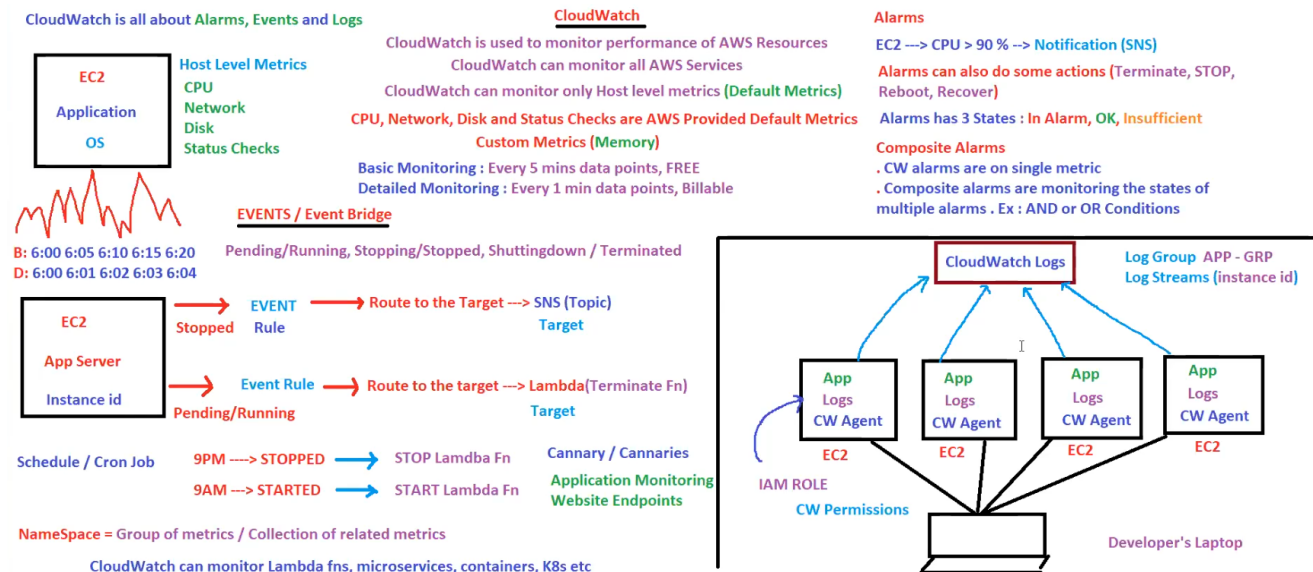 CloudWatch is all about Alarms, Events and Logs
EC2
Application
OS
Host Level Metrics
CPU
Network
Disk
Status Checks
B: 6:00 6:05 6:10 6:15 6:20
D: 6:00 6:01 6:02 6:03 6:04
CloudWatch
CloudWatch is used to monitor performance of AWS Resources
CloudWatch can monitor all AWS Services
CloudWatch can monitor only Host level metrics (Default Metrics)
CPU, Network, Disk and Status Checks are AWS Provided Default Metrics
Custom Metrics (Memory)
Basic Monitoring : Every 5 mins data points, FREE
Detailed Monitoring : Every 1 min data points, Billable
Alarms
EC2 ---> CPU > 90 % --> Notification (SNS)
Alarms can also do some actions (Terminate, STOP,
Reboot, Recover)
Alarms has 3 States : In Alarm, OK, Insufficient
Composite Alarms
. CW alarms are on single metric
. Composite alarms are monitoring the states of
multiple alarms . Ex : AND or OR Conditions
EVENTS / Event Bridge
Pending/Running, Stopping/Stopped, Shuttingdown / Terminated
EC2
App Server
Instance id
Stopped
EVENT
Rule
Route to the Target ---> SNS (Topic)
Target
Pending/Running
Event Rule
Route to the target ---> Lambda(Terminate Fn)
Target
Schedule / Cron Job
9PM ----> STOPPED
STOP Lamdba Fn
9AM ---> STARTED
START Lambda Fn
Cannary / Cannaries
Application Monitoring
Website Endpoints
NameSpace = Group of metrics / Collection of related metrics
CloudWatch can monitor Lambda fns, microservices, containers, K8s etc
CloudWatch Logs
Log Group APP - GRP
Log Streams (instance id)
App
Logs
CW Agent
EC2
App
Logs
CW Agent
EC2
App
Logs
CW Agent
EC2
App
Logs
CW Agent
EC2
IAM ROLE
CW Permissions
Developer's Laptop